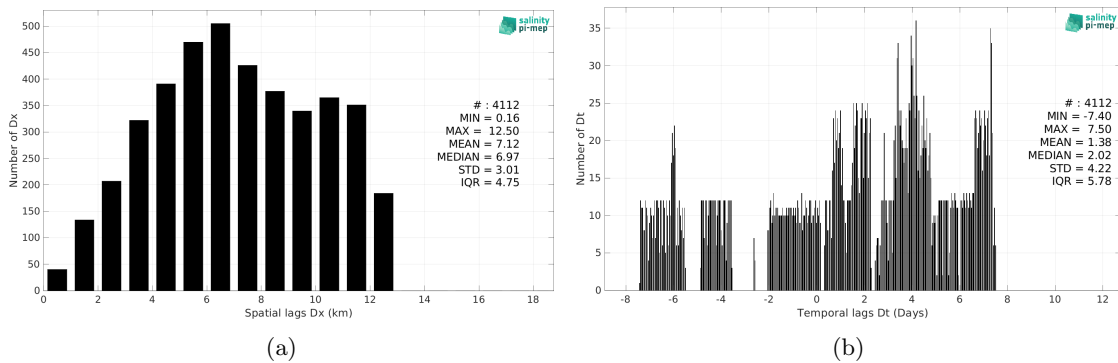 500
450
400
350
300
250
200
150
100
50
0
Number of Dx
0 2 4 6 8 10 12 14 16 18
Spatial lags Dx (km)
salinity
pi-mep
# : 4112
MIN = 0.16
MAX = 12.50
MEAN = 7.12
MEDIAN = 6.97
STD = 3.01
IQR = 4.75
(a)
35
30
25
20
15
10
5
0
Number of Dt
-8 -6 -4 -2 0 2 4 6 8 10 12
Temporal lags Dt (Days)
salinity
pi-mep
# : 4112
MIN = -7.40
MAX = 7.50
MEAN = 1.38
MEDIAN = 2.02
STD = 4.22
IQR = 5.78
(b)